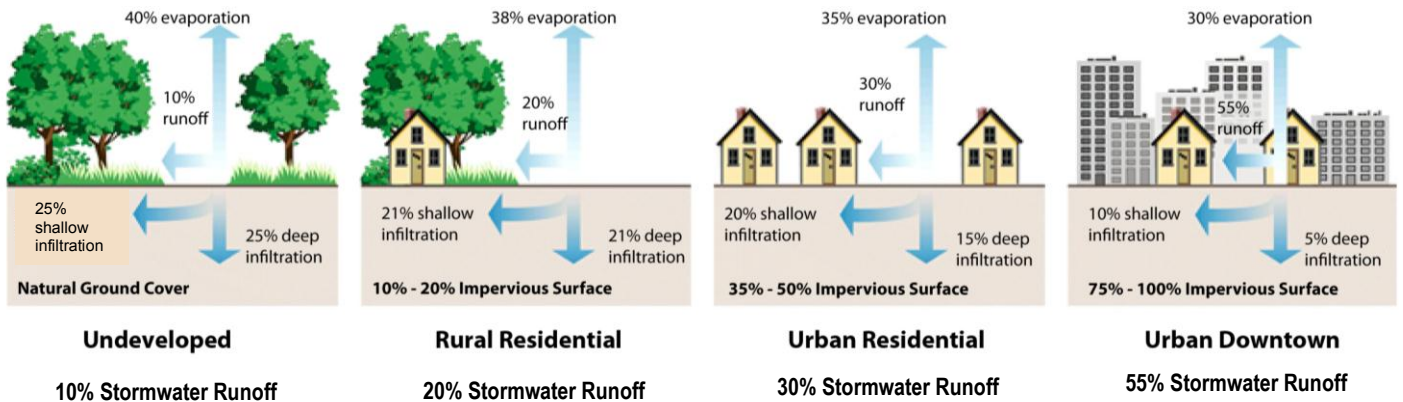 40% evaporation
10%
runoff
25%
shallow
infiltration
25% deep
infiltration
Natural Ground Cover
Undeveloped
10% Stormwater Runoff
38% evaporation
20%
runoff
21% shallow
infiltration
21% deep
infiltration
10% - 20% Impervious Surface
Rural Residential
20% Stormwater Runoff
35% evaporation
30%
runoff
20% shallow
infiltration
15% deep
infiltration
35% - 50% Impervious Surface
Urban Residential
30% Stormwater Runoff
30% evaporation
55%
runoff
10% shallow
infiltration
5% deep
infiltration
75% - 100% Impervious Surface
Urban Downtown
55% Stormwater Runoff